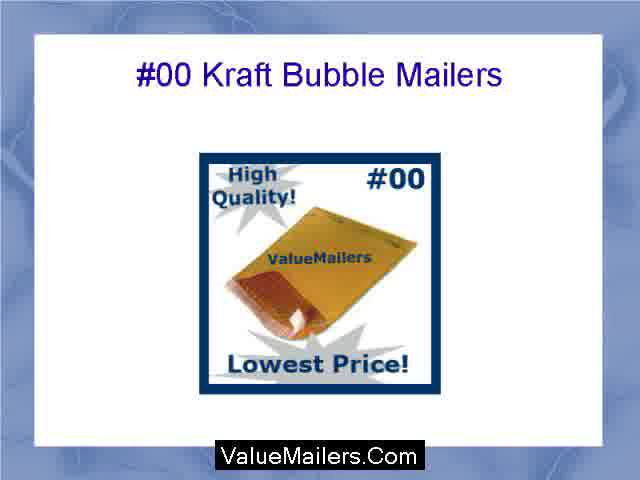 #00 Kraft Bubble Mailers
High
Quality!
#00
ValueMailers
Lowest Price!
ValueMailers.Com